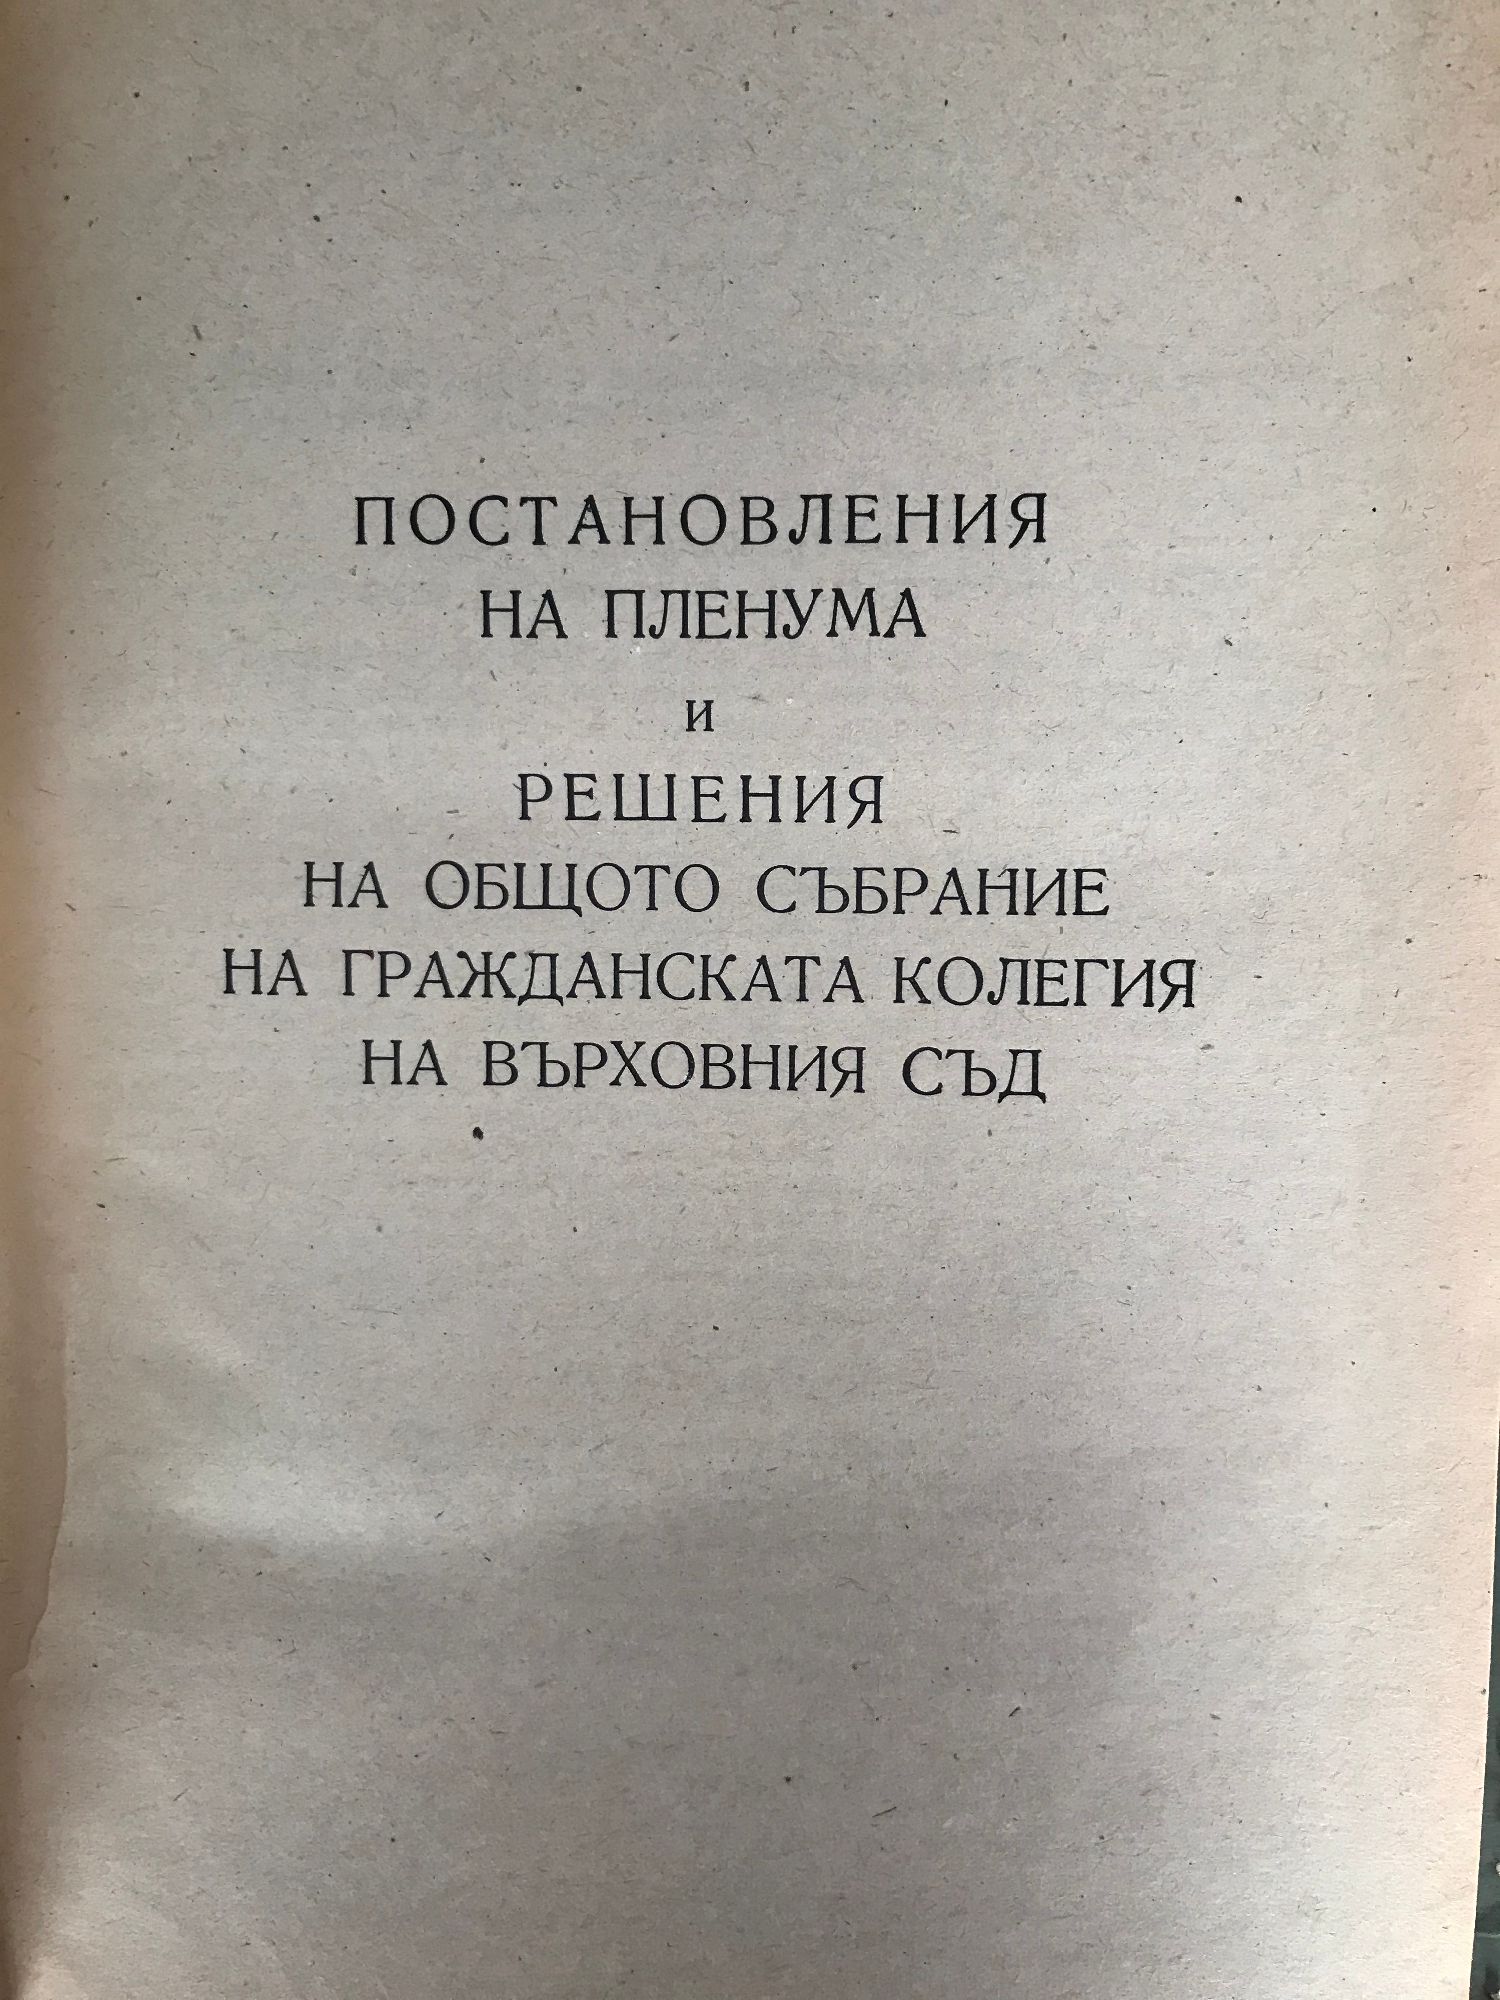 ПОСТАНОВЛЕНИЯ
НА ПЛЕНУМА
и
РЕШЕНИЯ
НА ОБЩОТО СЪБРАНИЕ
НА ГРАЖДАНСКАТА КОЛЕГИЯ
НА ВЪРХОВНИЯ СЪД